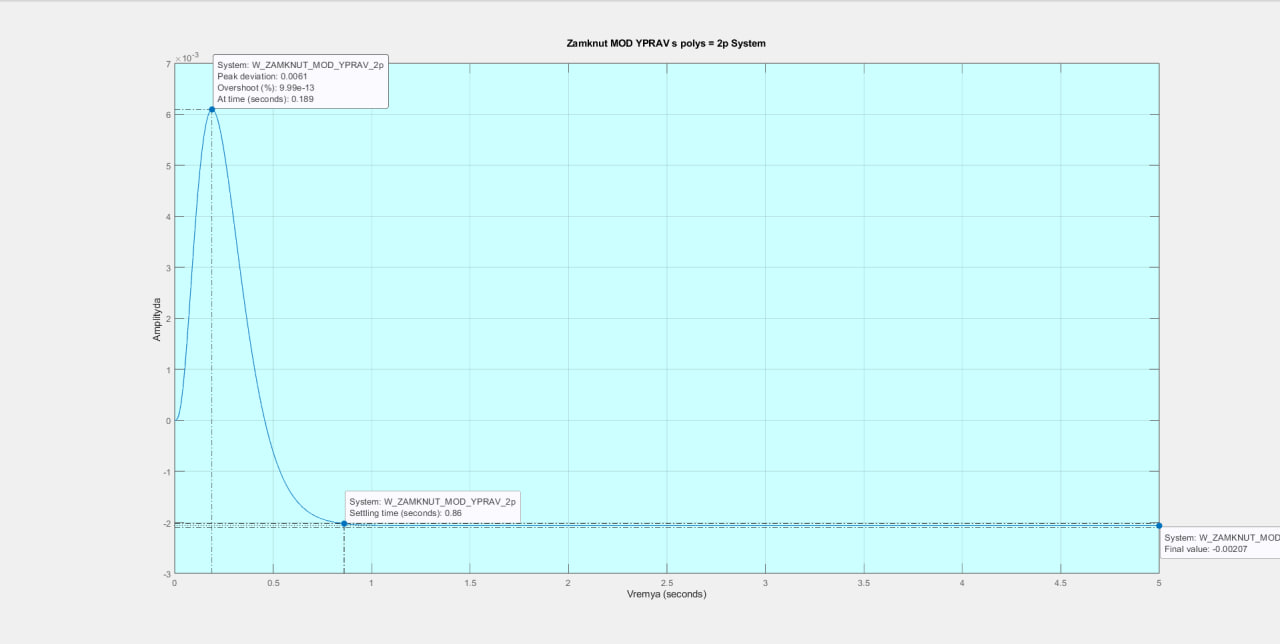 Zamknut MOD YPRAV s polys = 2p System
×10-3
System: W_ZAMKNUT_MOD_YPRAV_2p
Peak deviation: 0.0061
Overshoot (%): 9.99e-13
At time (seconds): 0.189
7
6
5
4
3
2
1
0
-1
-2
-3
Amplityda
System: W_ZAMKNUT_MOD_YPRAV_2p
Settling time (seconds): 0.86
System: W_ZAMKNUT_MOD
Final value: -0.00207
0 0.5 1 1.5 2 2.5 3 3.5 4 4.5 5
Vremya (seconds)